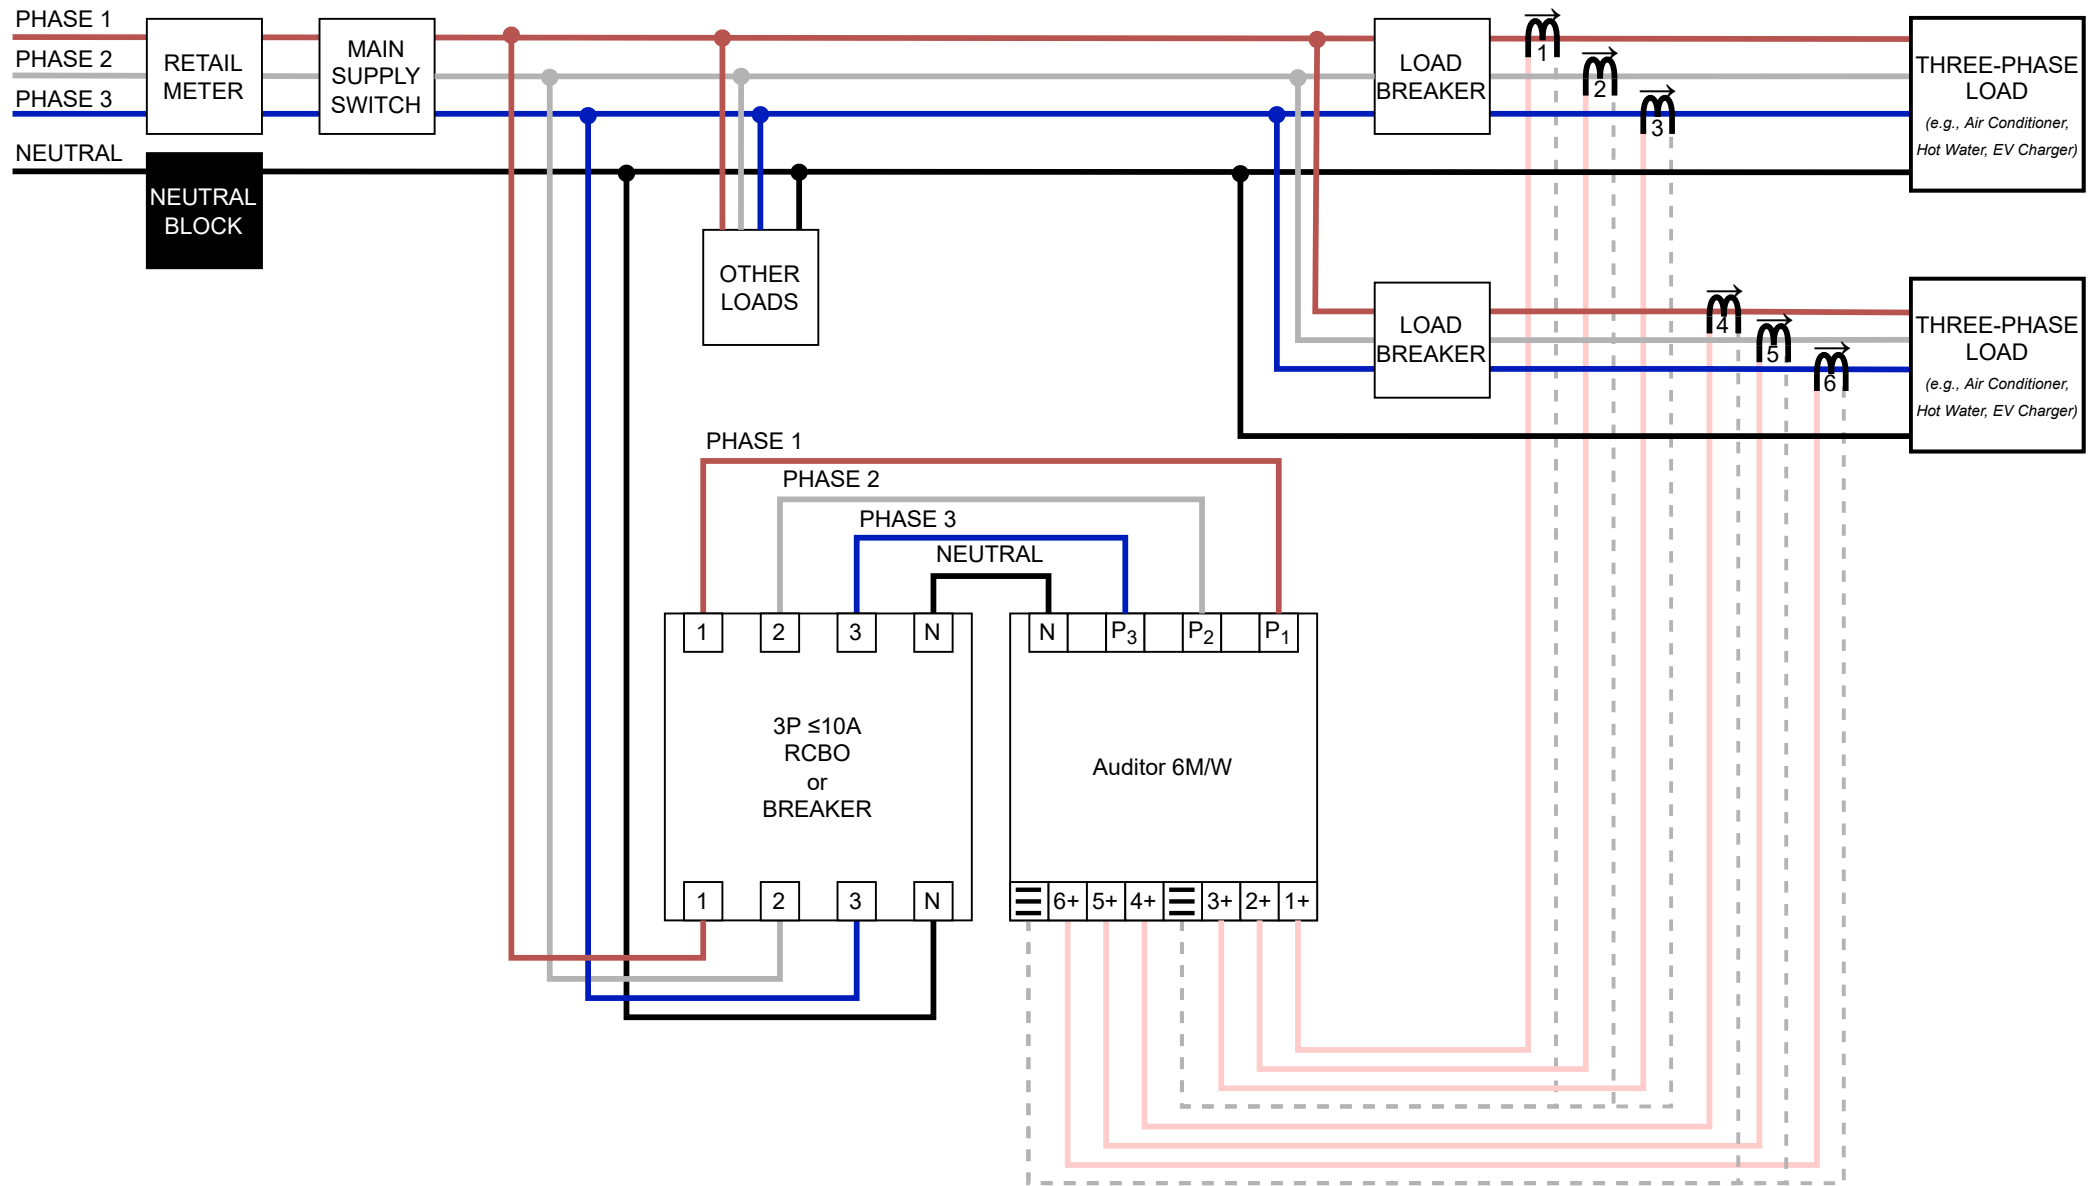 PHASE 1
PHASE 2
PHASE 3
NEUTRAL
RETAIL
METER
MAIN
SUPPLY
SWITCH
NEUTRAL
BLOCK
OTHER
LOADS
LOAD
BREAKER
1
2
3
THREE-PHASE
LOAD
(e.g., Air Conditioner,
Hot Water, EV Charger)
LOAD
BREAKER
4
5
6
THREE-PHASE
LOAD
(e.g., Air Conditioner,
Hot Water, EV Charger)
PHASE 1
PHASE 2
PHASE 3
NEUTRAL
1 2 3 N
3P ≤10A
RCBO
or
BREAKER
1 2 3 N
N P3 P2 P1
Auditor 6M/W
6+ 5+ 4+ 3+ 2+ 1+